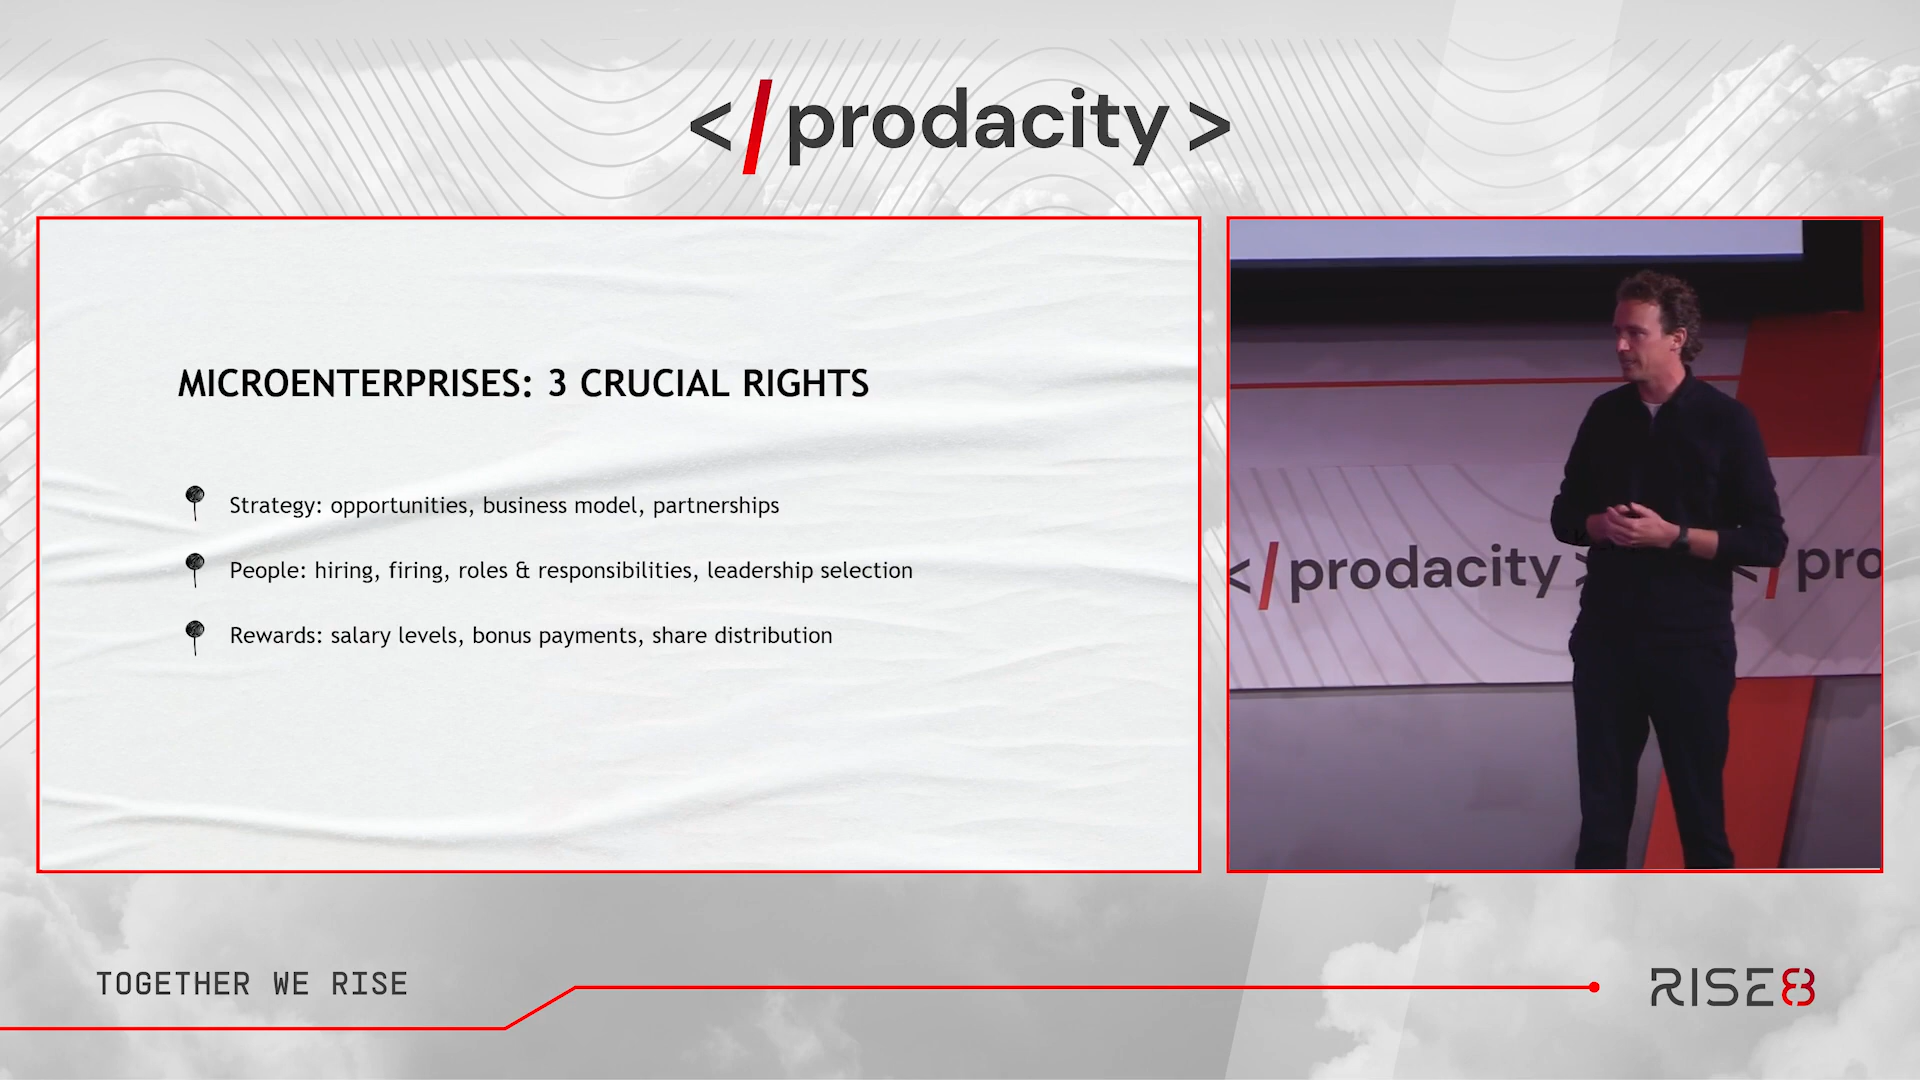 </prodacity>
MICROENTERPRISES: 3 CRUCIAL RIGHTS
Strategy: opportunities, business model, partnerships
People: hiring, firing, roles & responsibilities, leadership selection
Rewards: salary levels, bonus payments, share distribution
</prodacity>
</pro
TOGETHER WE RISE
RISE8